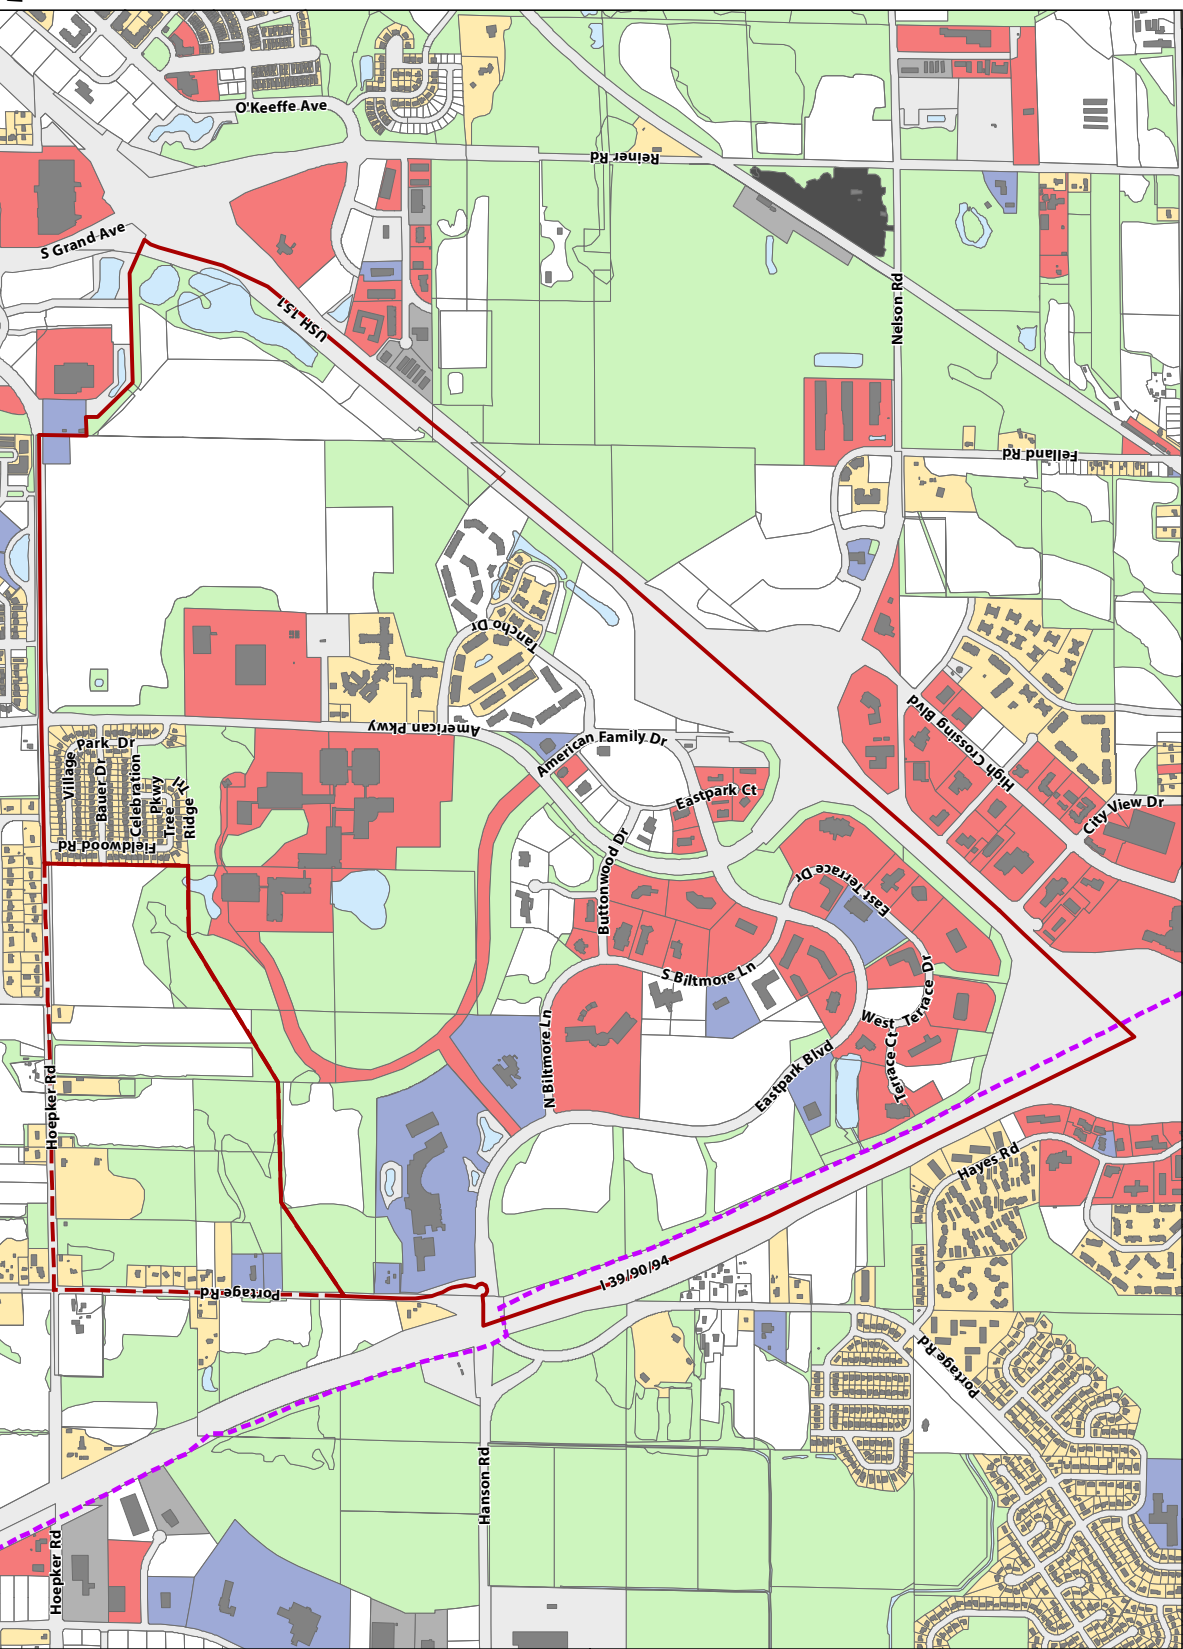 O'Keeffe Ave
Reiner Rd
S Grand Ave
USH 151
Nelson Rd
Felland Rd
Tancho Dr
American Pkwy
American Family Dr
High Crossing Blvd
City View Dr
Park Dr
Village
Bauer Dr
Celebration
Pkwy
Tree
Ridge
Trl
Fieldwood Rd
Eastpark Ct
Buttonwood Dr
East Terrace Dr
S Biltmore Ln
West Terrace Dr
Terrace Ct
N Biltmore Ln
Eastpark Blvd
Hoepker Rd
Hayes Rd
I-39/90/94
Portage Rd
Portage Rd
Hanson Rd
Hoepker Rd